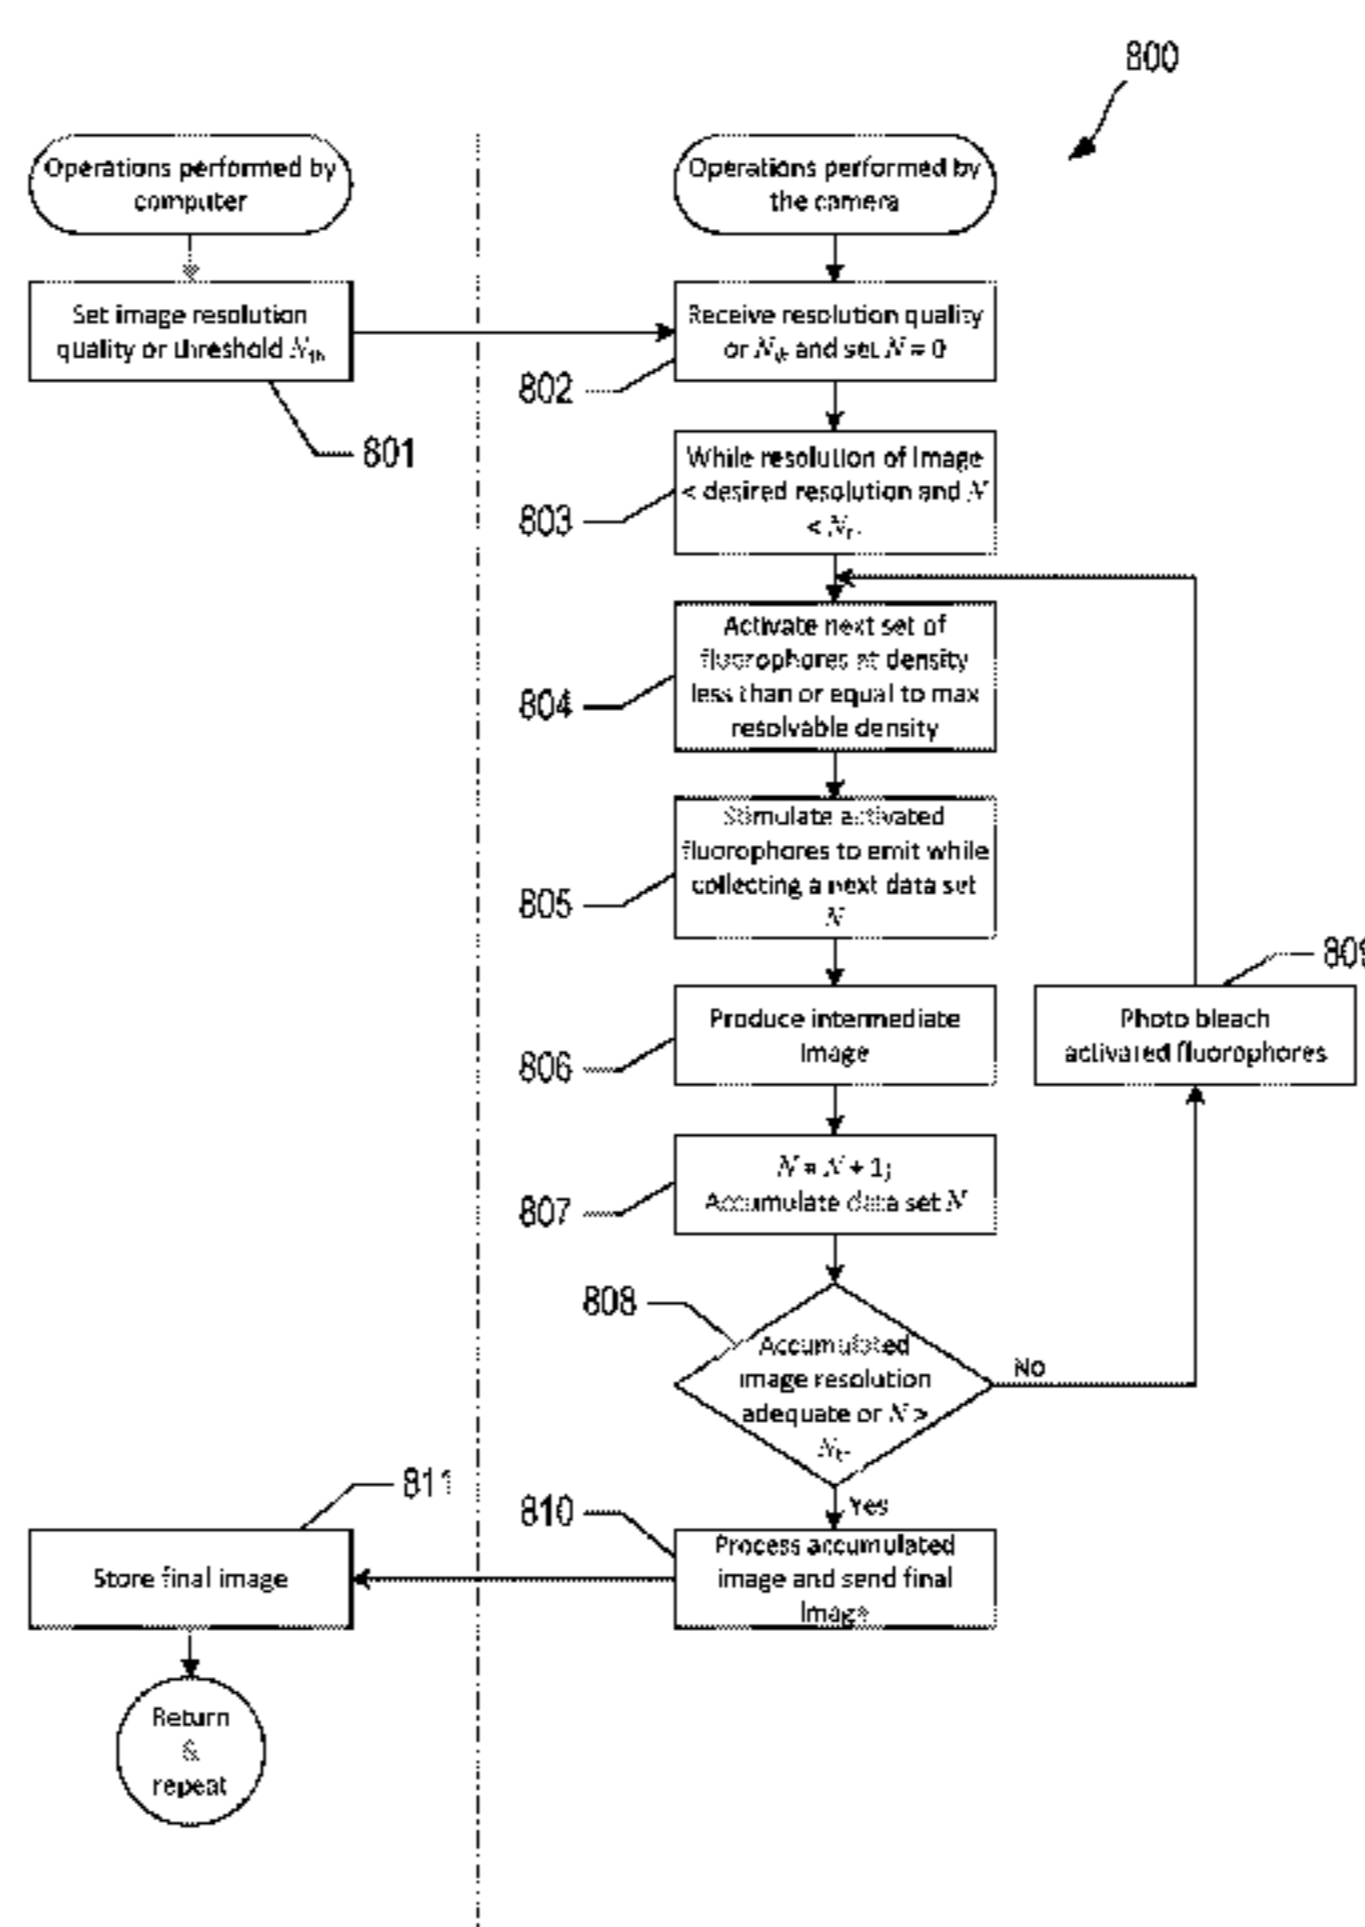 800
Operations performed by
computer
Operations performed by
the camera
Set image resolution
quality or threshold Nth
801
Receive resolution quality
or Nth and set N = 0
802
While resolution of image
< desired resolution and N
< 
803
Activate next set of
fluorophores at density
less than or equal to max
resolvable density
804
Stimulate activated
fluorophores to emit while
collecting a next data set
N
805
Produce intermediate
image
806
809
Photo bleach
activated fluorophores
N = N + 1;
Accumulate data set N
807
808
Accumulated
image resolution
adequate or N >
No
Yes
811
Store final image
810
Process accumulated
image and send final
image
Return
&
repeat